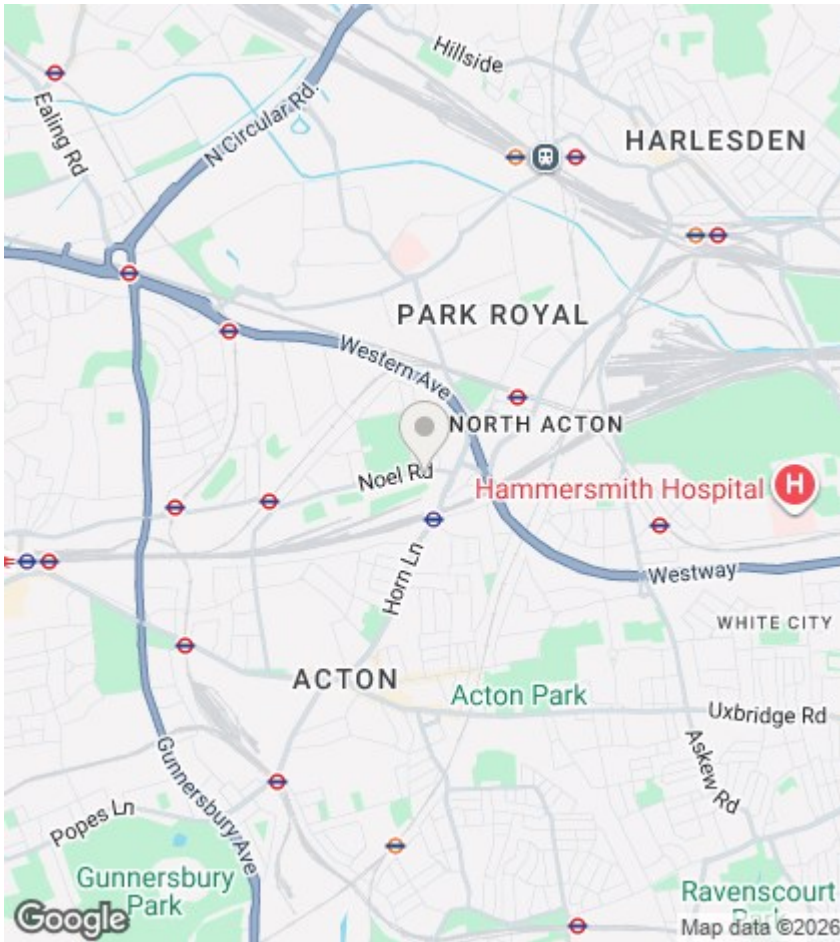 Hillside
Ealing Rd
N Circular Rd.
HARLESDEN
PARK ROYAL
Western Ave
NORTH ACTON
Noel Rd
Hammersmith Hospital
H
Horn Ln
Westway
WHITE CITY
ACTON
Acton Park
Uxbridge Rd
Askew Rd
Gunnersbury Ave
Popes Ln
Gunnersbury
Park
Ravenscourt
Park
Google
Map data ©2026